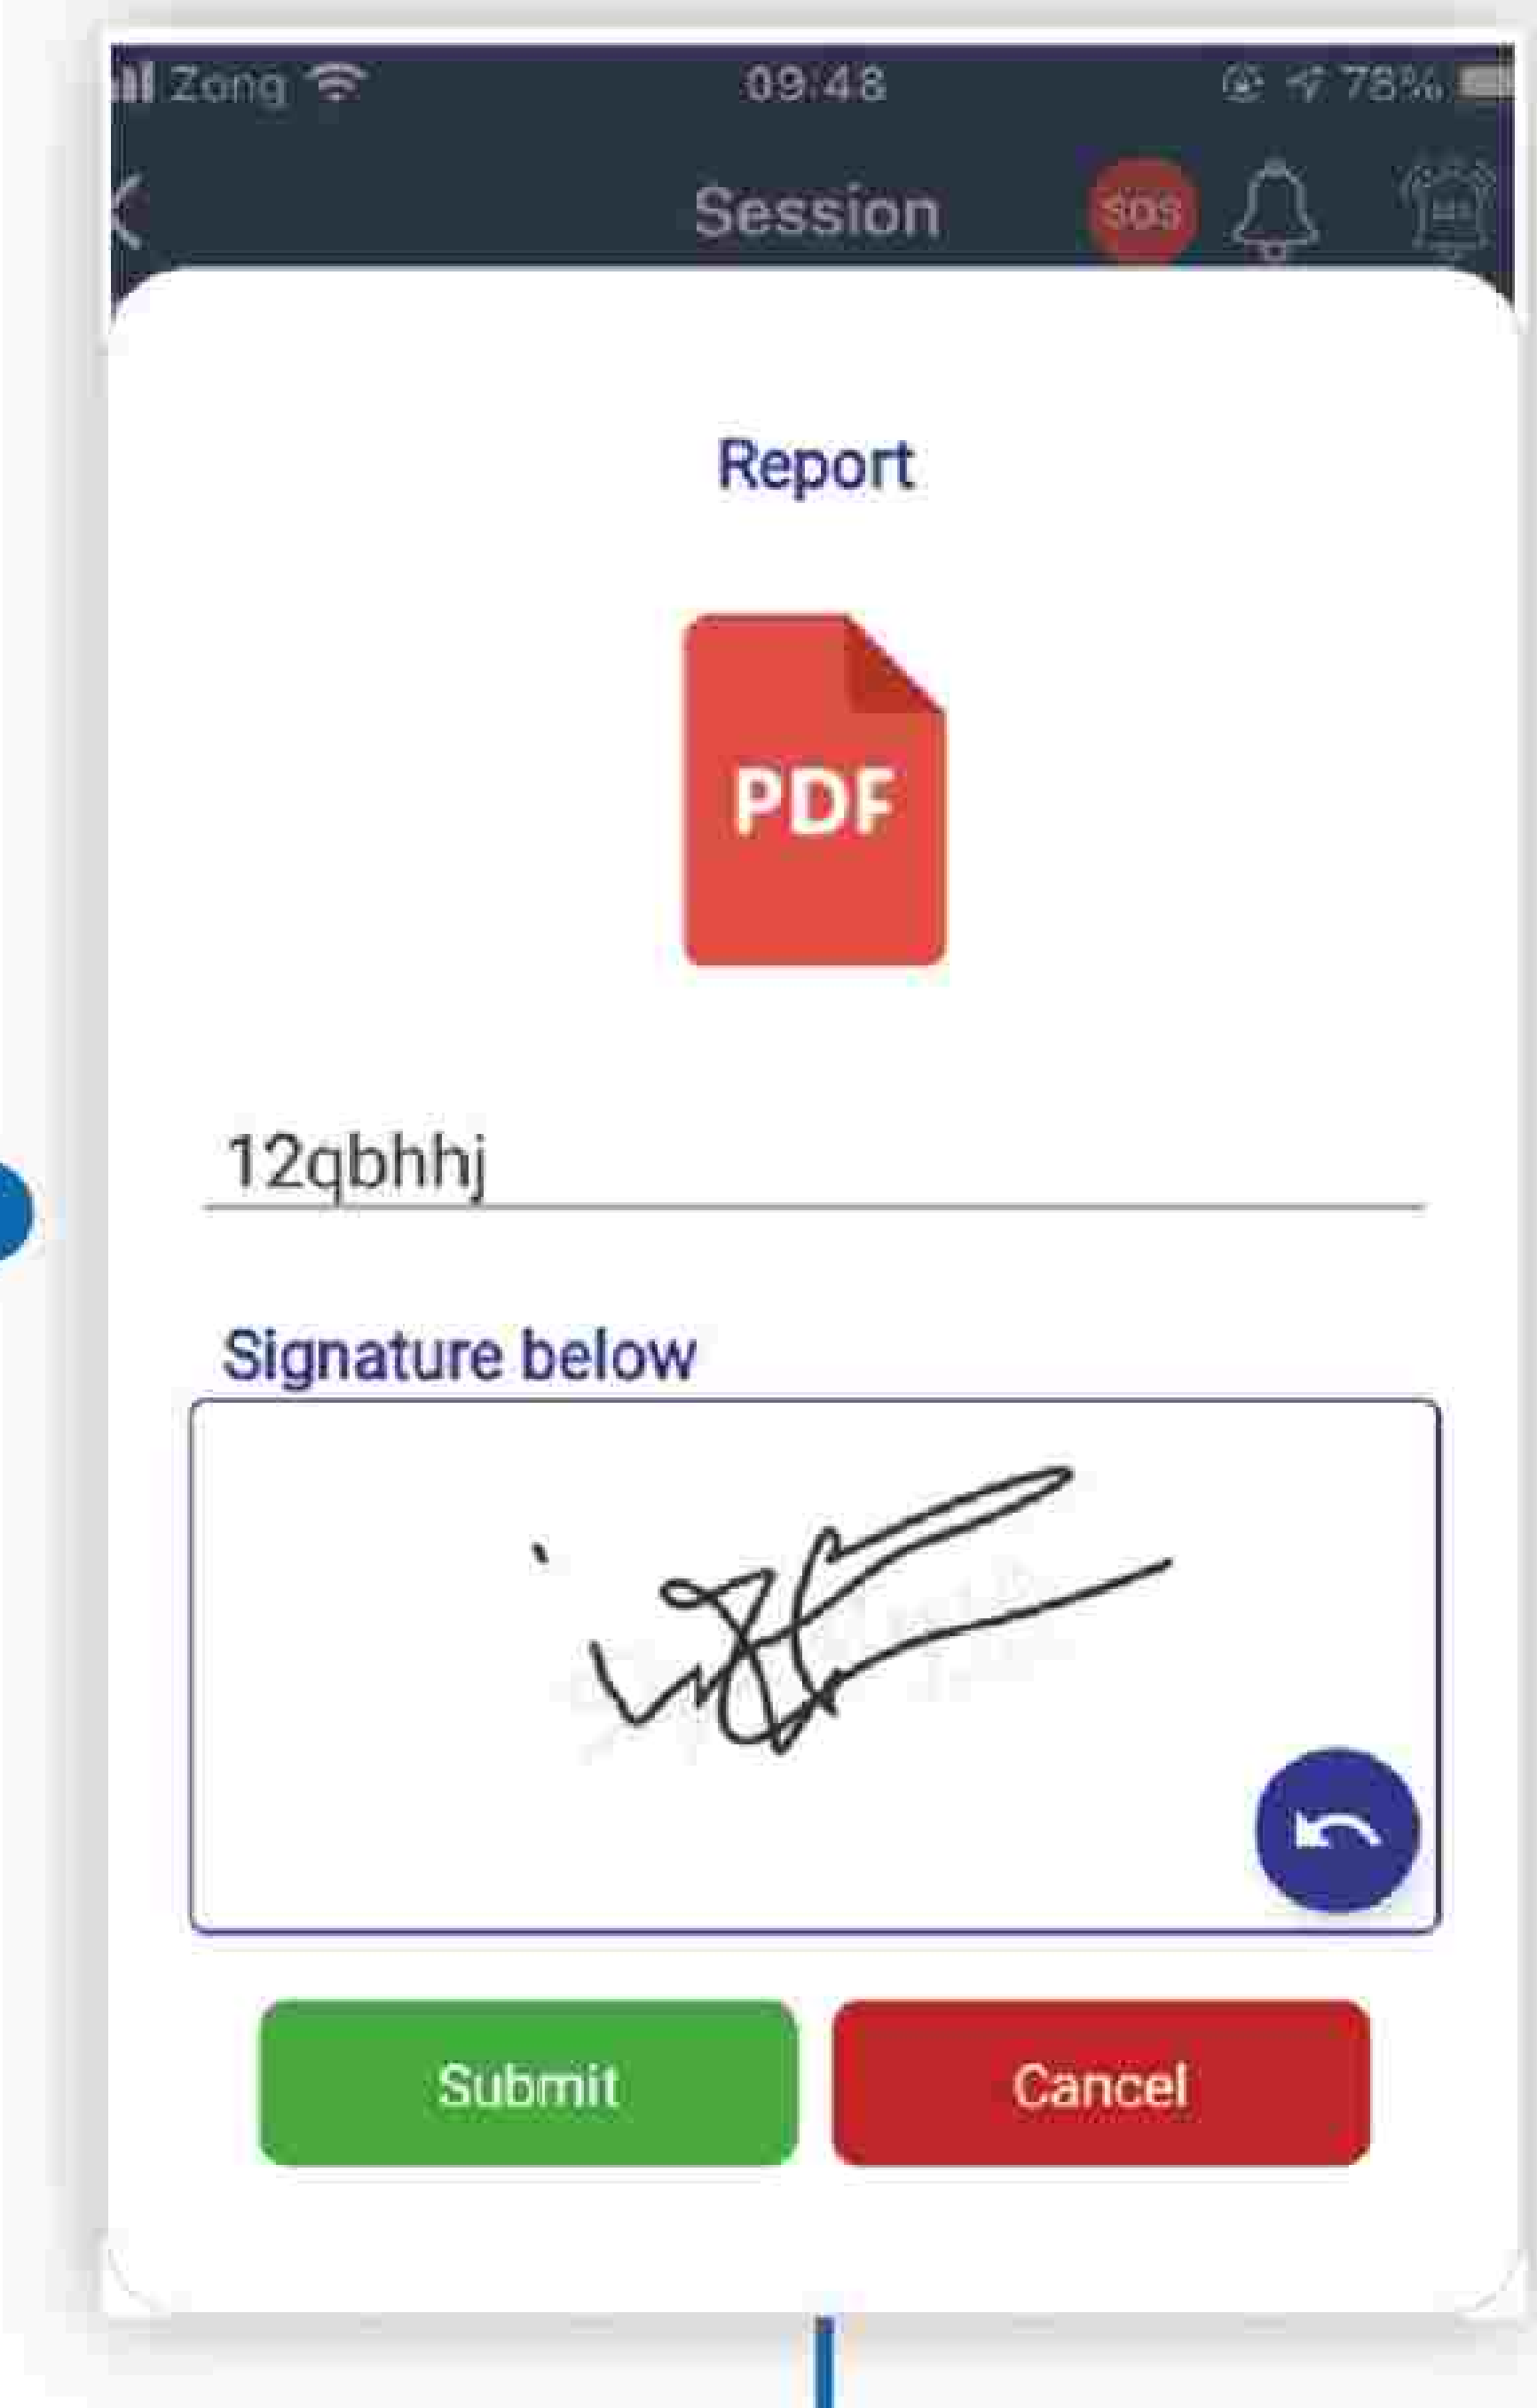 Zong 09:48 78%
Session SOS
Report
PDF
12qbhhj
Signature below
Submit Cancel